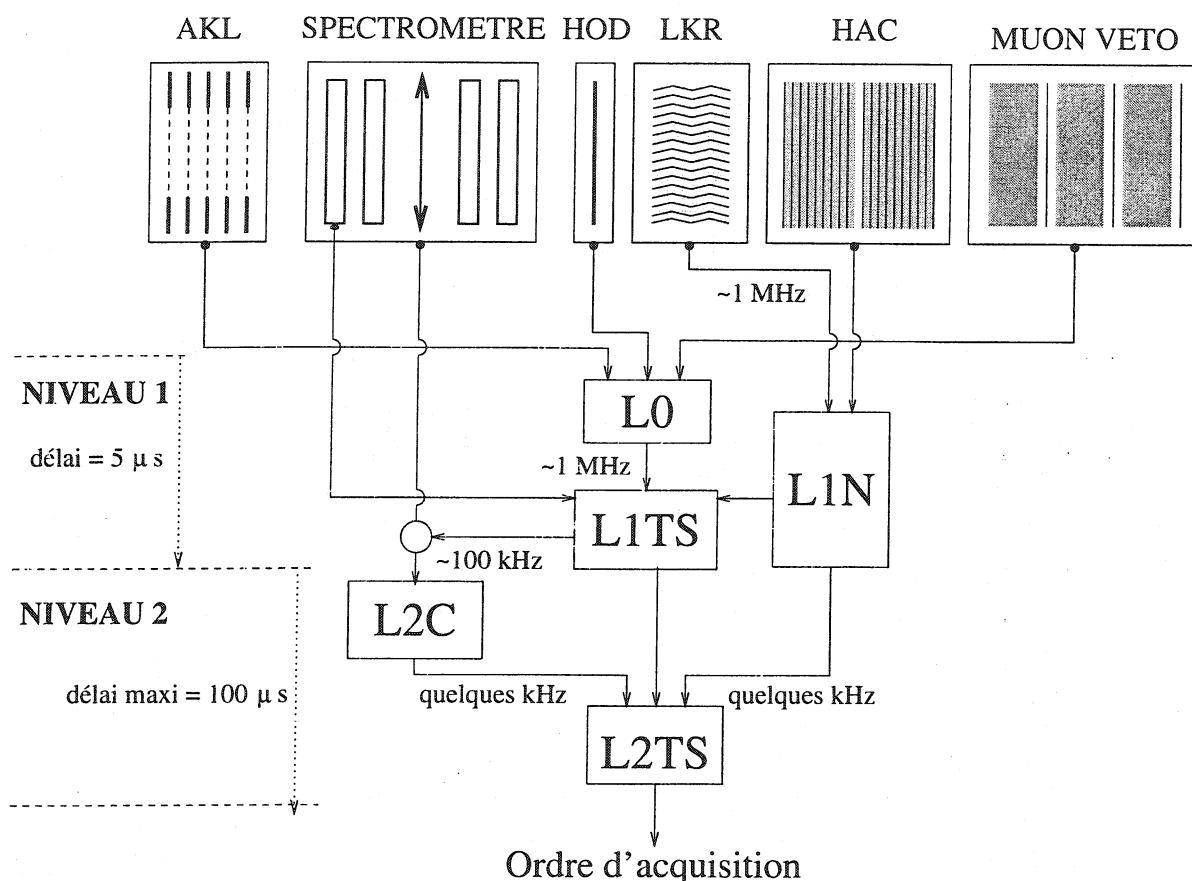 AKL
SPECTROMETRE
HOD
LKR
HAC
MUON VETO
~1 MHz
NIVEAU 1
délai = 5 μ s
L0
~1 MHz
L1N
L1TS
~100 kHz
NIVEAU 2
L2C
délai maxi = 100 μ s
quelques kHz
quelques kHz
L2TS
Ordre d'acquisition